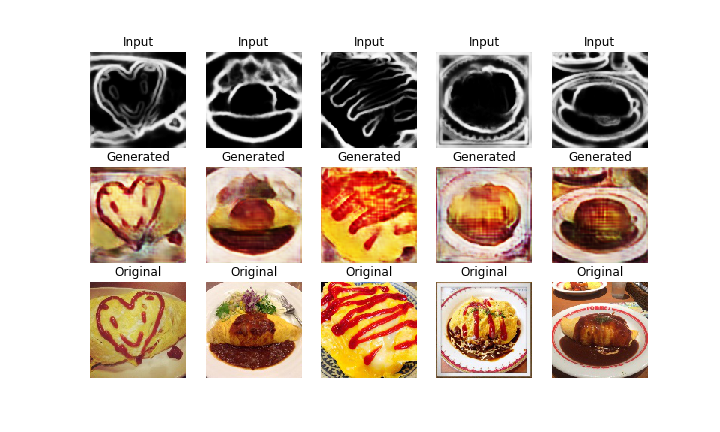 Input Input Input Input Input
Generated Generated Generated Generated Generated
Original Original Original Original Original